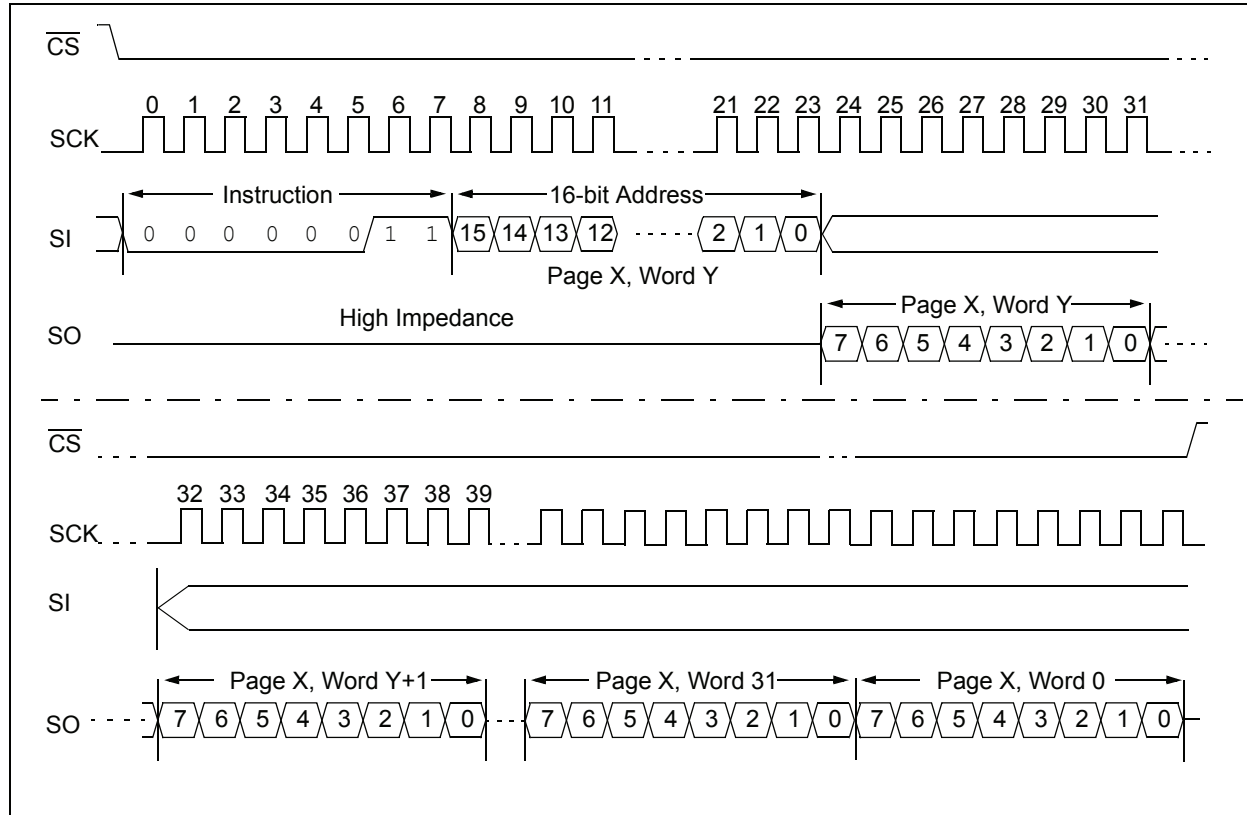 CS
0 1 2 3 4 5 6 7 8 9 10 11 21 22 23 24 25 26 27 28 29 30 31
SCK
Instruction 16-bit Address
SI 0 0 0 0 0 0 1 1 15 14 13 12 2 1 0
Page X, Word Y
High Impedance Page X, Word Y
SO 7 6 5 4 3 2 1 0
CS
32 33 34 35 36 37 38 39
SCK
SI
Page X, Word Y+1 Page X, Word 31 Page X, Word 0
SO 7 6 5 4 3 2 1 0 7 6 5 4 3 2 1 0 7 6 5 4 3 2 1 0